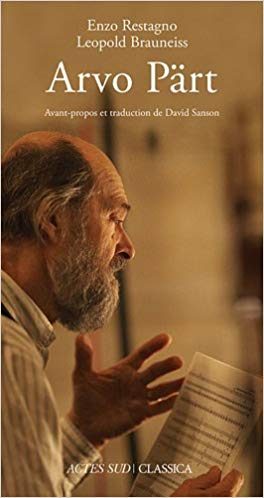 Enzo Restagno
Leopold Brauneiss
Arvo Pärt
Avant-propos et traduction de David Sanson
ACTES SUD | CLASSICA